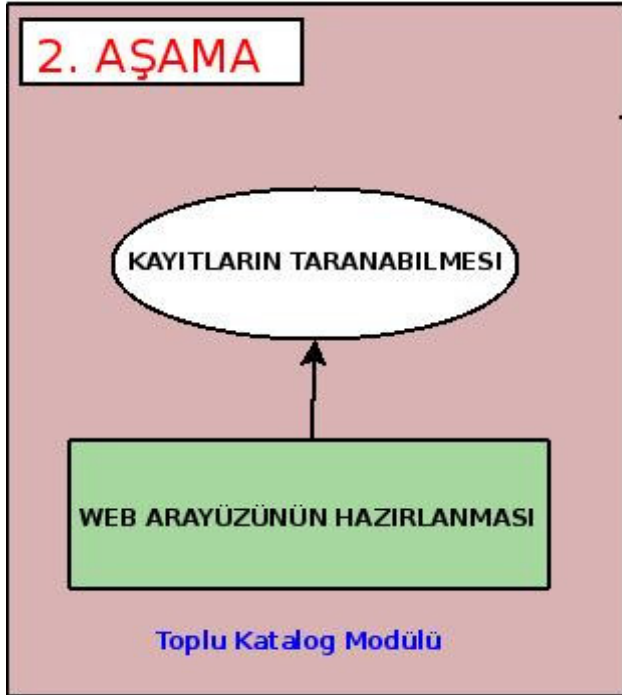 2. AŞAMA
KAYITLARIN TARANABILMESI
WEB ARAYÜZÜNÜN HAZIRLANMASI
Toplu Katalog Modülü